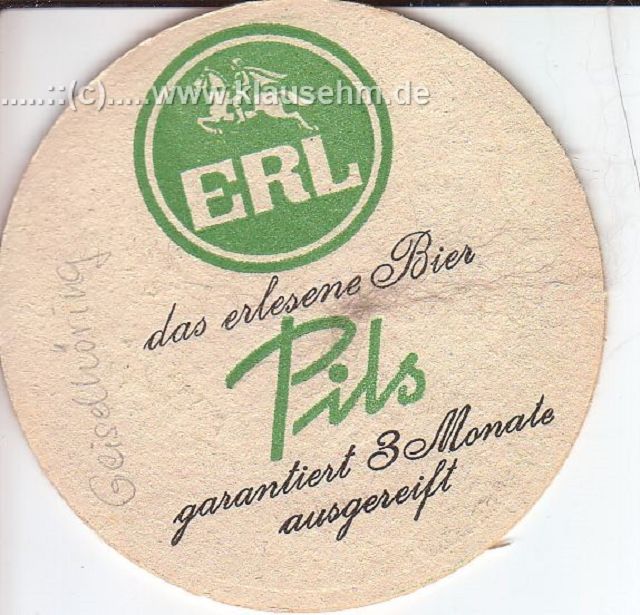 .....::(c).....www.klausehm.de
ERL
das erlesene Bier
Pils
garantiert 3 Monate
ausgereift
Geiselhöring